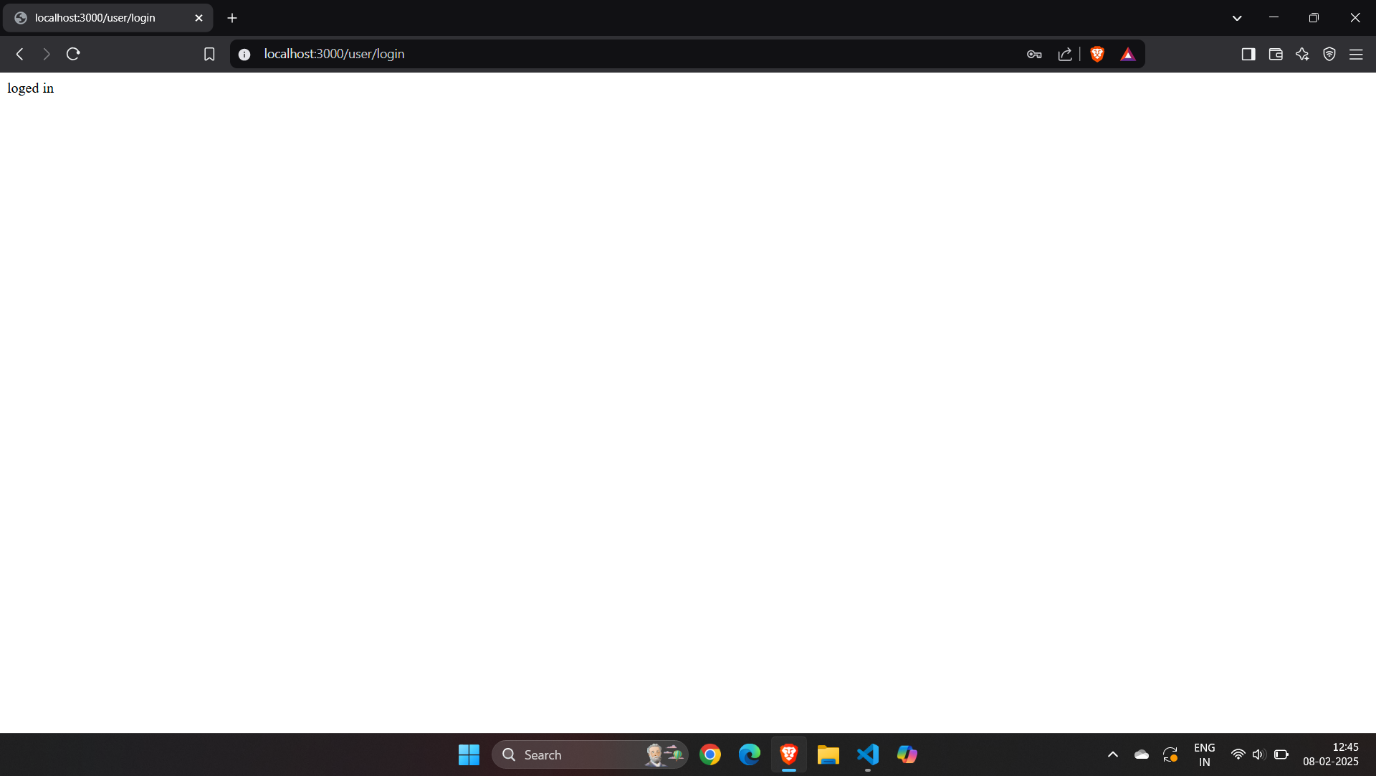 localhost:3000/user/login
localhost:3000/user/login
loged in
Search
ENG
IN
12:45
08-02-2025